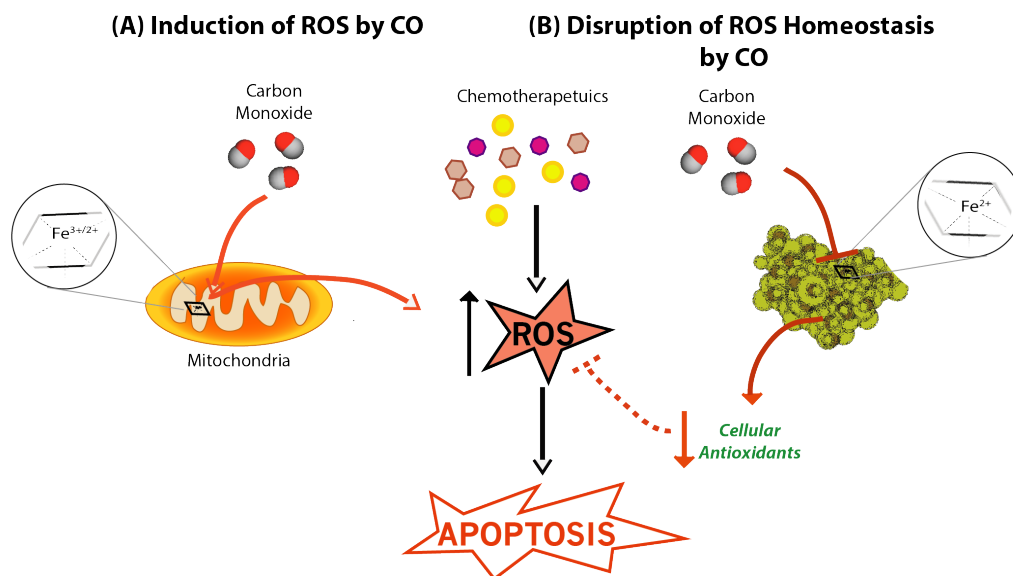 (A) Induction of ROS by CO
(B) Disruption of ROS Homeostasis
by CO
Carbon
Monoxide
Chemotherapetuics
Carbon
Monoxide
Fe3+/2+
Fe2+
Mitochondria
ROS
Cellular
Antioxidants
APOPTOSIS